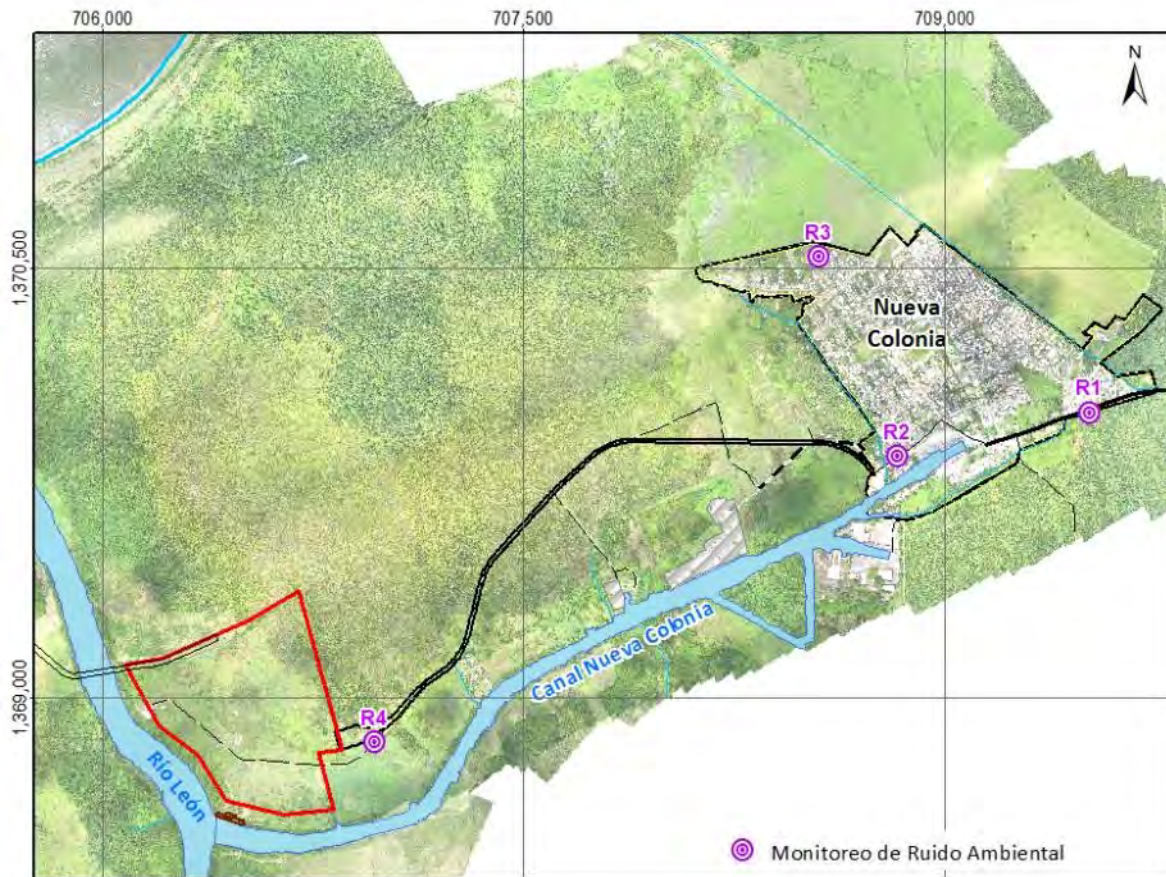 706,000
707,500
709,000
N
1,370,500
R3
Nueva
Colonia
R1
R2
Canal Nueva Colonia
1,369,000
R4
Río León
Monitoreo de Ruido Ambiental